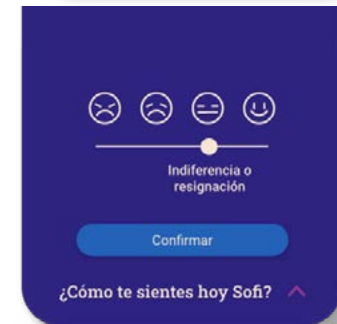 Indiferencia o
resignación
Confirmar
¿Cómo te sientes hoy Sofi?